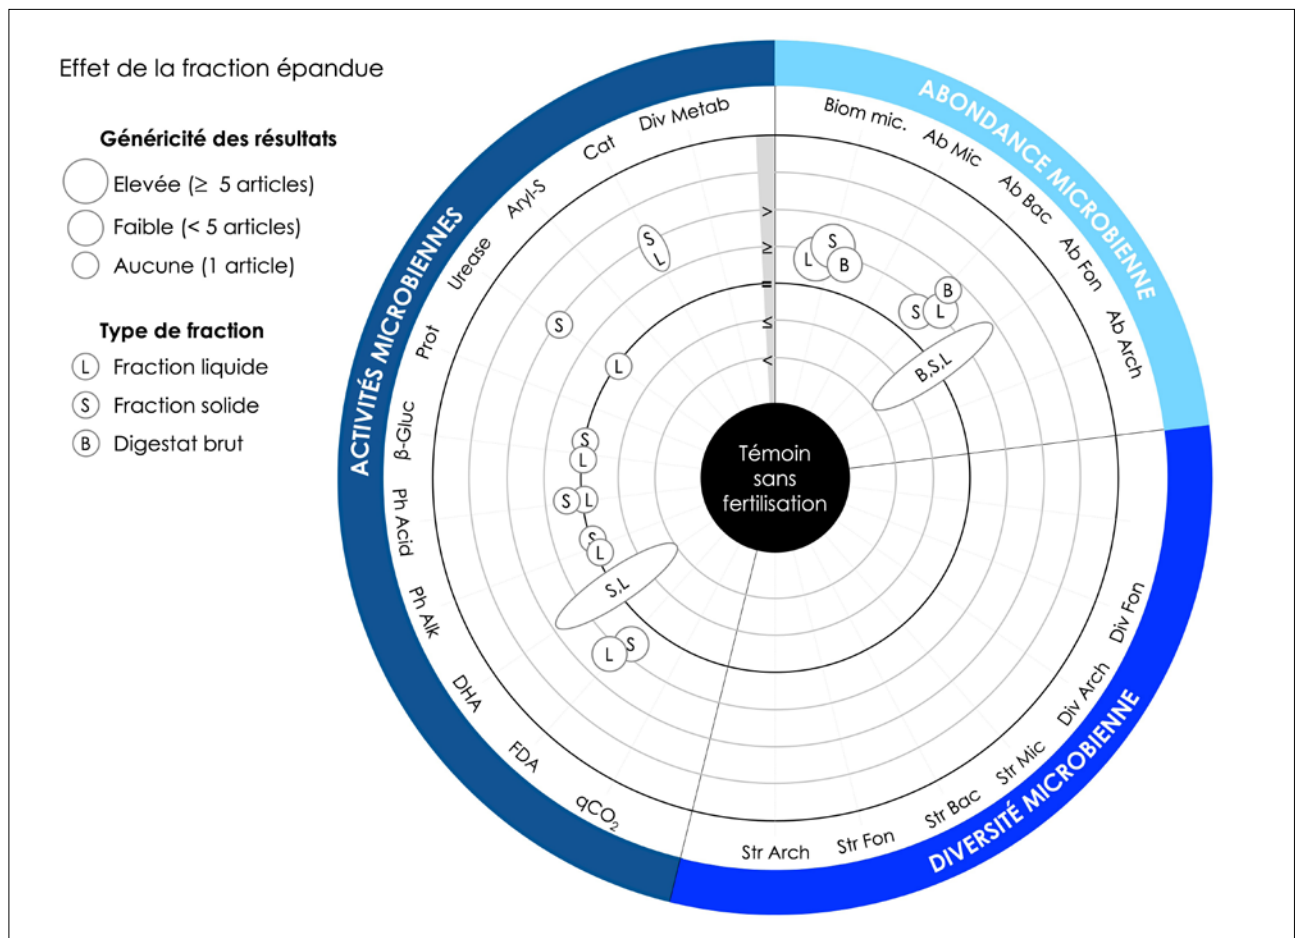 Effet de la fraction épandue
Généricité des résultats
Elevée (≥ 5 articles)
Faible (< 5 articles)
Aucune (1 article)
Type de fraction
L Fraction liquide
S Fraction solide
B Digestat brut
ACTIVITÉS MICROBIENNES
ABONDANCE MICROBIENNE
DIVERSITÉ MICROBIENNE
Biom mic.
Ab Mic
Ab Bac
Ab Fon
Ab Arch
Div Fon
Div Arch
Str Mic
Str Bac
Str Fon
Str Arch
qCO2
FDA
DHA
Ph Alk
Ph Acid
β-Gluc
Prot
Urease
Aryl-S
Cat
Div Metab
>
≥
=
≤
<
Témoin
sans
fertilisation
L
S
B
S
L
B
B,S,L
S
L
S
L
S
L
S
L
S
L
S,L
L
S